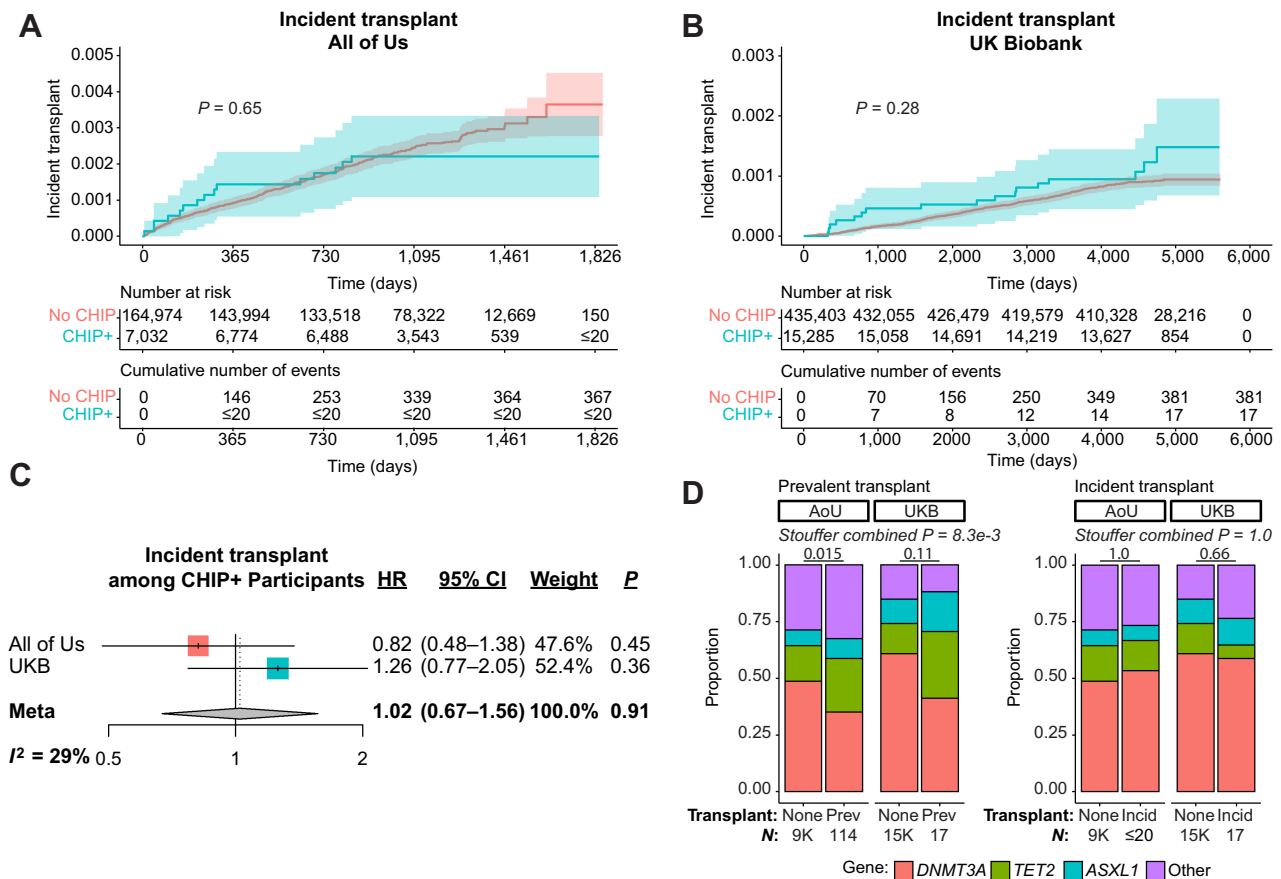 A
Incident transplant
All of Us
0.005
0.004
0.003
0.002
0.001
0.000
Incident transplant
P = 0.65
0 365 730 1,095 1,461 1,826
Time (days)
Number at risk
No CHIP 164,974 143,994 133,518 78,322 12,669 150
CHIP+ 7,032 6,774 6,488 3,543 539 ≤20
Cumulative number of events
No CHIP 0 146 253 339 364 367
CHIP+ 0 ≤20 ≤20 ≤20 ≤20 ≤20
0 365 730 1,095 1,461 1,826
Time (days)
B
Incident transplant
UK Biobank
0.003
0.002
0.001
0.000
Incident transplant
P = 0.28
0 1,000 2,000 3,000 4,000 5,000 6,000
Time (days)
Number at risk
No CHIP 435,403 432,055 426,479 419,579 410,328 28,216 0
CHIP+ 15,285 15,058 14,691 14,219 13,627 854 0
Cumulative number of events
No CHIP 0 70 156 250 349 381 381
CHIP+ 0 7 8 12 14 17 17
0 1,000 2,000 3,000 4,000 5,000 6,000
Time (days)
C
Incident transplant
among CHIP+ Participants HR 95% CI Weight P
All of Us 0.82 (0.48–1.38) 47.6% 0.45
UKB 1.26 (0.77–2.05) 52.4% 0.36
Meta 1.02 (0.67–1.56) 100.0% 0.91
I² = 29% 0.5 1 2
D
Prevalent transplant
AoU UKB
Stouffer combined P = 8.3e-3
0.015 0.11
1.00
0.75
0.50
0.25
0.00
Proportion
Transplant: None Prev None Prev
N: 9K 114 15K 17
Incident transplant
AoU UKB
Stouffer combined P = 1.0
1.0 0.66
1.00
0.75
0.50
0.25
0.00
Proportion
Transplant: None Incid None Incid
N: 9K ≤20 15K 17
Gene: DNMT3A TET2 ASXL1 Other